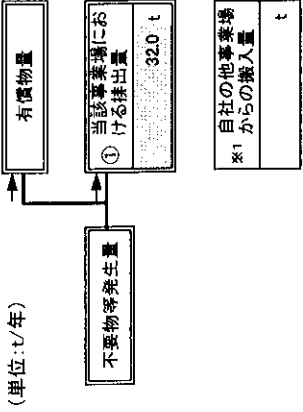 (単位:t/年)
不要物等発生量
有償物量
① 当該事業場にお
ける排出量
32.0 t
※1 自社の他事業場
からの搬入量
t